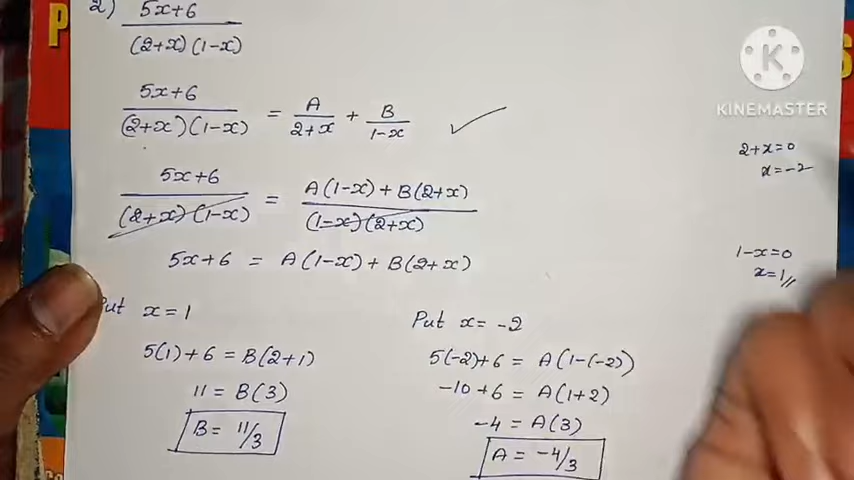 2) 5x+6
(2+x)(1-x)
5x+6 / (2+x)(1-x) = A / 2+x + B / 1-x ✓
5x+6 / (2+x)(1-x) = A(1-x) + B(2+x) / (1-x)(2+x)
5x+6 = A(1-x) + B(2+x)
Put x=1
5(1)+6 = B(2+1)
11 = B(3)
B = 11/3
Put x= -2
5(-2)+6 = A(1-(-2))
-10+6 = A(1+2)
-4 = A(3)
A = -4/3
K
KINEMASTER
2+x=0
x=-2
1-x=0
x=1//